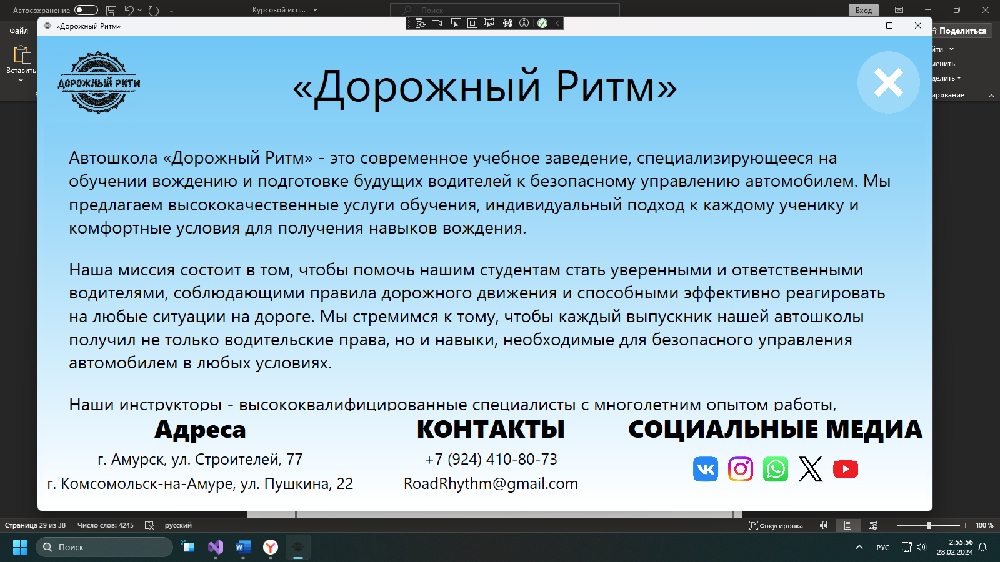 Автосохранение
Курсовой исп...
Поиск
Вход
Файл
«Дорожный Ритм»
Поделиться
Вставить
ДОРОЖНЫЙ РИТМ
«Дорожный Ритм»
Автошкола «Дорожный Ритм» - это современное учебное заведение, специализирующееся на
обучении вождению и подготовке будущих водителей к безопасному управлению автомобилем. Мы
предлагаем высококачественные услуги обучения, индивидуальный подход к каждому ученику и
комфортные условия для получения навыков вождения.
Наша миссия состоит в том, чтобы помочь нашим студентам стать уверенными и ответственными
водителями, соблюдающими правила дорожного движения и способными эффективно реагировать
на любые ситуации на дороге. Мы стремимся к тому, чтобы каждый выпускник нашей автошколы
получил не только водительские права, но и навыки, необходимые для безопасного управления
автомобилем в любых условиях.
Наши инструкторы - высококвалифицированные специалисты с многолетним опытом работы,
Адреса
г. Амурск, ул. Строителей, 77
г. Комсомольск-на-Амуре, ул. Пушкина, 22
КОНТАКТЫ
+7 (924) 410-80-73
RoadRhythm@gmail.com
СОЦИАЛЬНЫЕ МЕДИА
Страница 29 из 38
Число слов: 4245
русский
Фокусировка
100 %
Поиск
РУС
2:55:56
28.02.2024